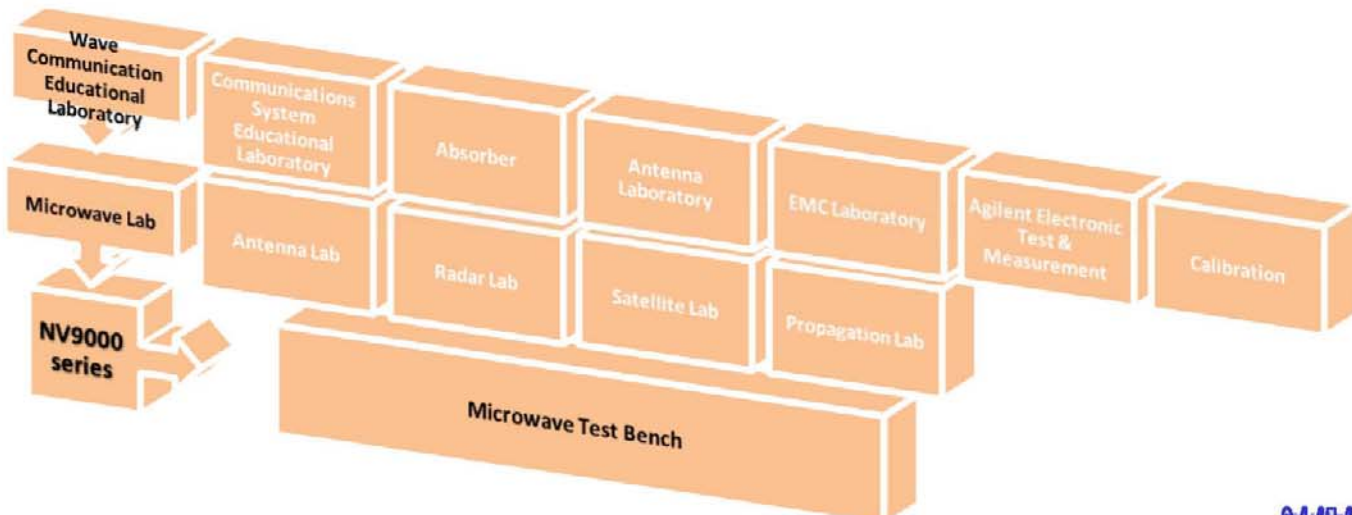 Wave
Communication
Educational
Laboratory
Communications
System
Educational
Laboratory
Absorber
Antenna
Laboratory
EMC Laboratory
Agilent Electronic
Test &
Measurement
Calibration
Microwave Lab
Antenna Lab
Radar Lab
Satellite Lab
Propagation Lab
NV9000
series
Microwave Test Bench